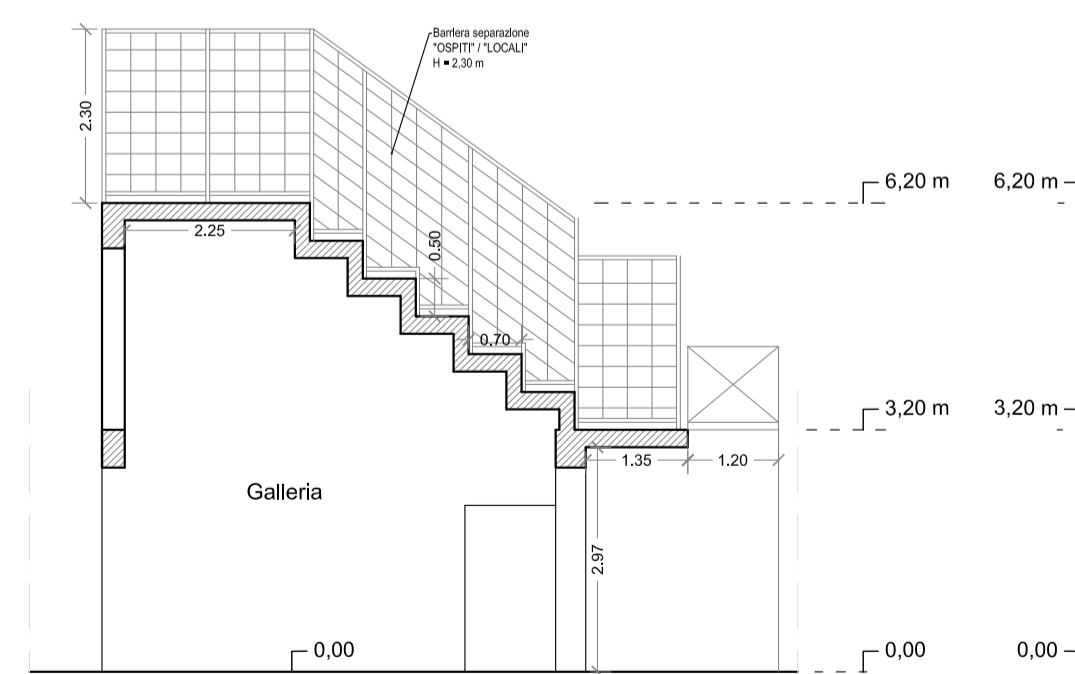 Barriera separazione
"OSPITI" / "LOCALI"
H = 2,30 m
2.30
6,20 m
6,20 m
2.25
0.50
0.70
3,20 m
3,20 m
1.35
1.20
Galleria
2.97
0,00
0,00
0,00